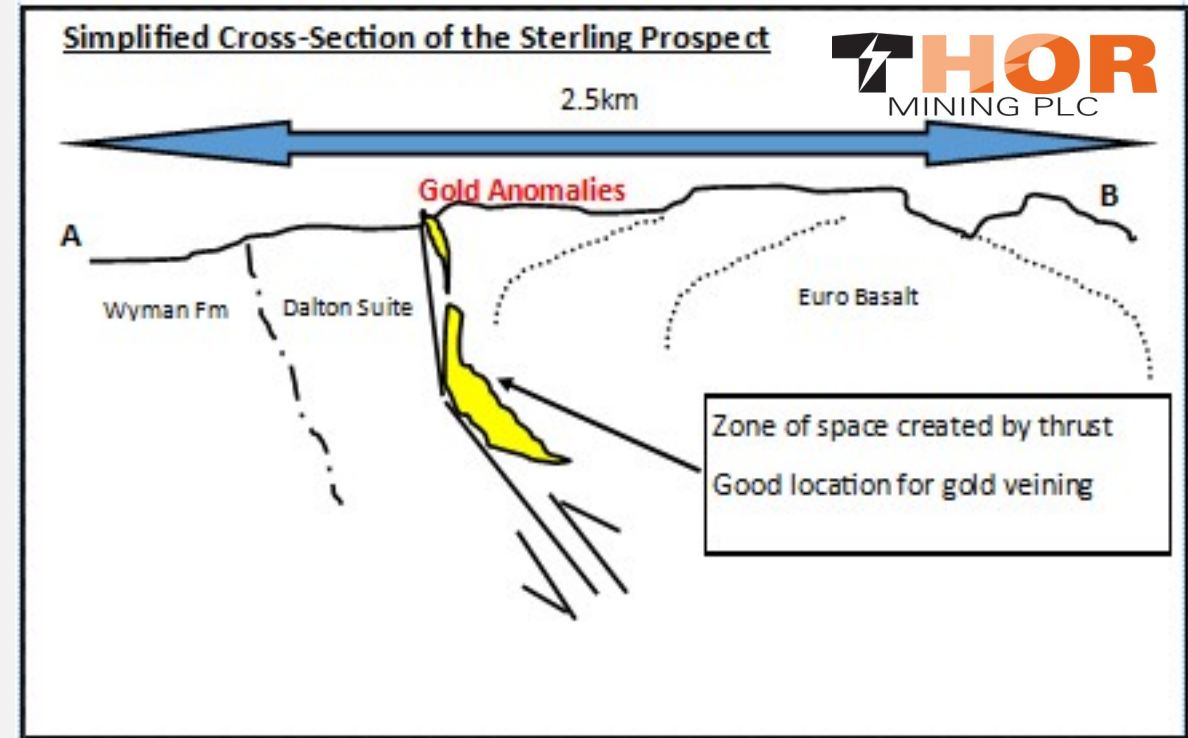 Simplified Cross-Section of the Sterling Prospect
THOR
MINING PLC
2.5km
Gold Anomalies
A
B
Wyman Fm
Dalton Suite
Euro Basalt
Zone of space created by thrust
Good location for gold veining